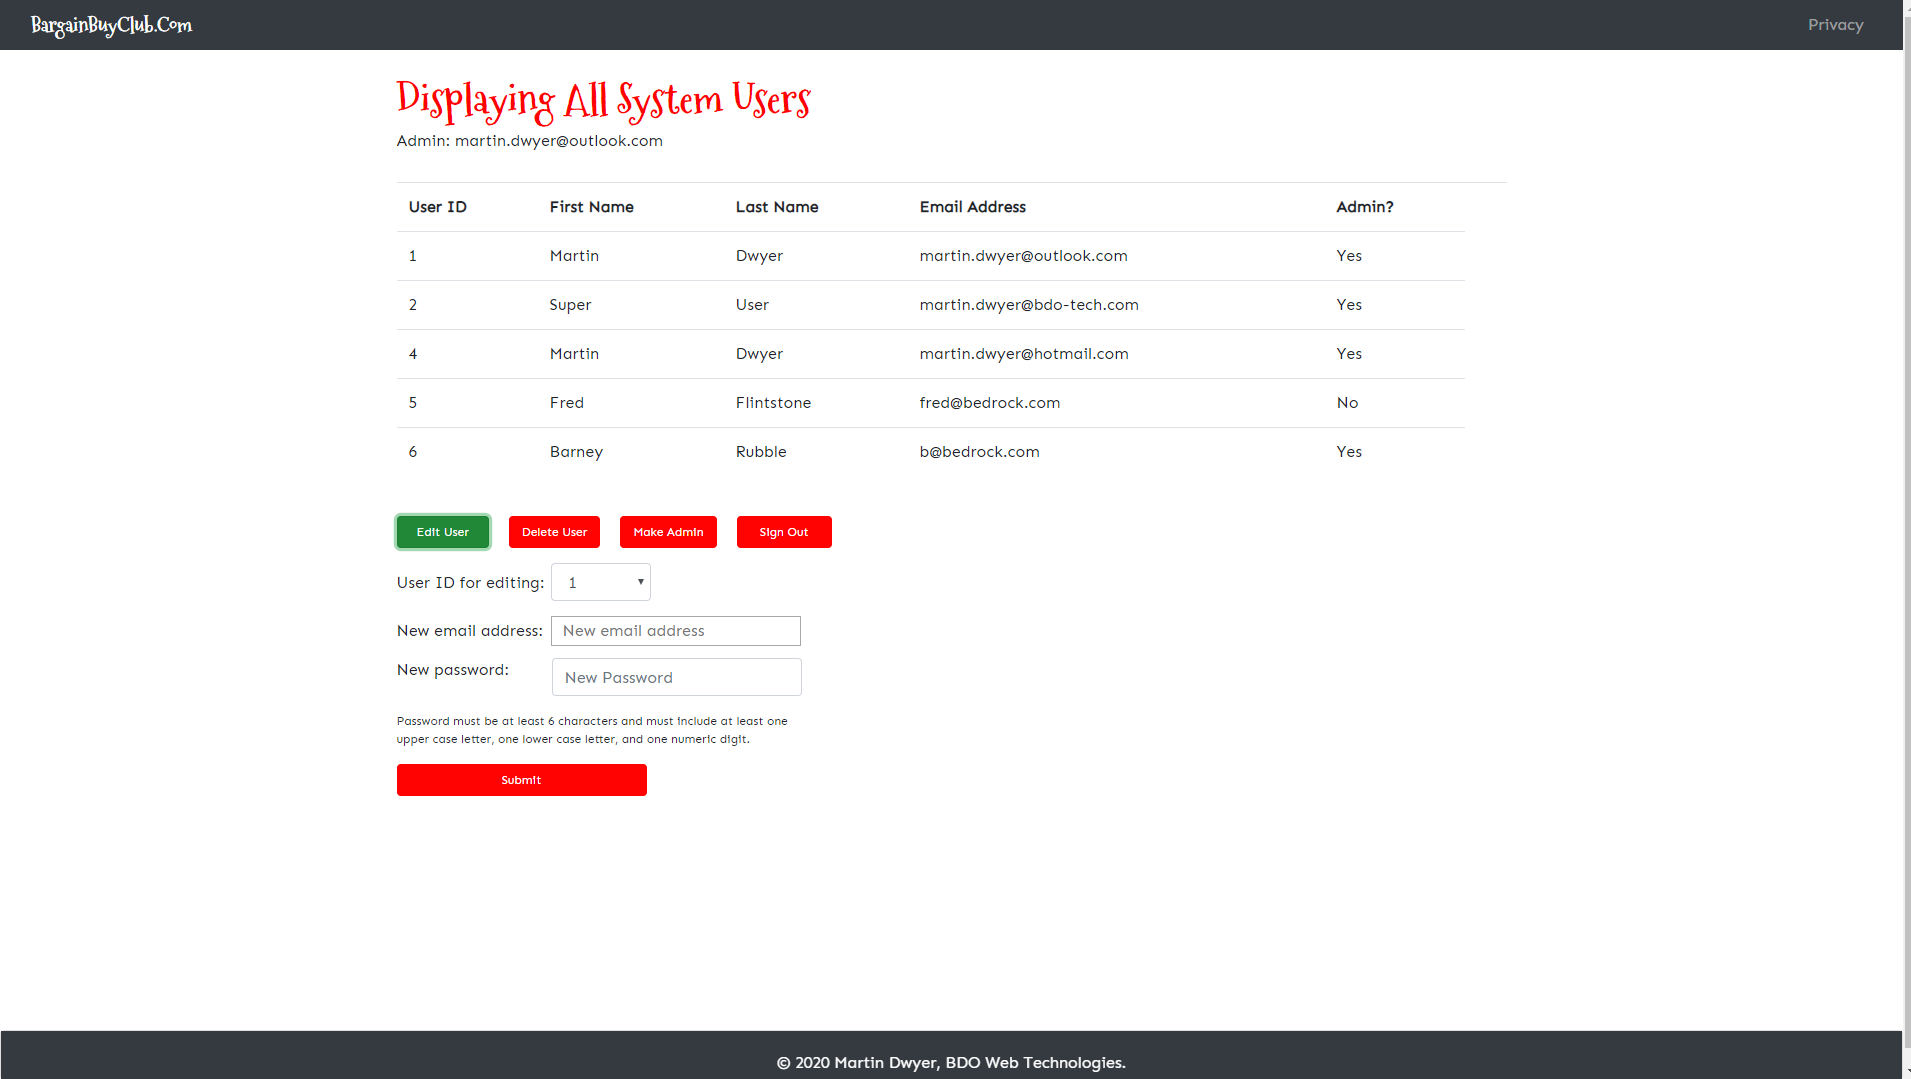 BargainBuyClub.Com Privacy
Displaying All System Users
Admin: martin.dwyer@outlook.com
User ID First Name Last Name Email Address Admin?
1 Martin Dwyer martin.dwyer@outlook.com Yes
2 Super User martin.dwyer@bdo-tech.com Yes
4 Martin Dwyer martin.dwyer@hotmail.com Yes
5 Fred Flintstone fred@bedrock.com No
6 Barney Rubble b@bedrock.com Yes
Edit User Delete User Make Admin Sign Out
User ID for editing: 1
New email address: New email address
New password: New Password
Password must be at least 6 characters and must include at least one
upper case letter, one lower case letter, and one numeric digit.
Submit
© 2020 Martin Dwyer, BDO Web Technologies.